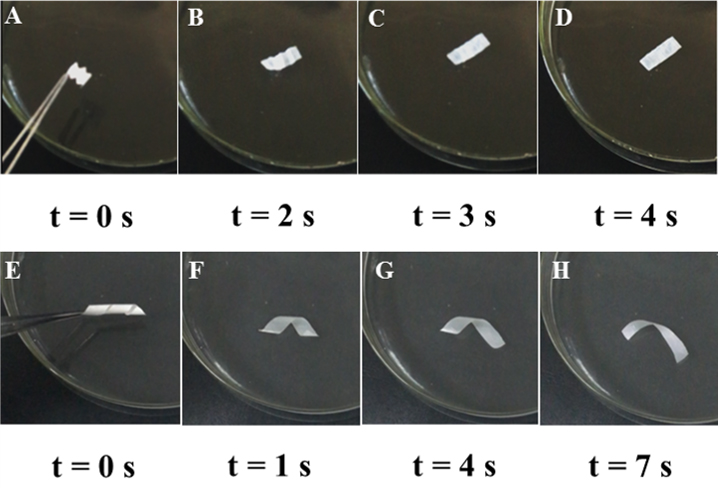 A B C D
t = 0 s t = 2 s t = 3 s t = 4 s
E F G H
t = 0 s t = 1 s t = 4 s t = 7 s